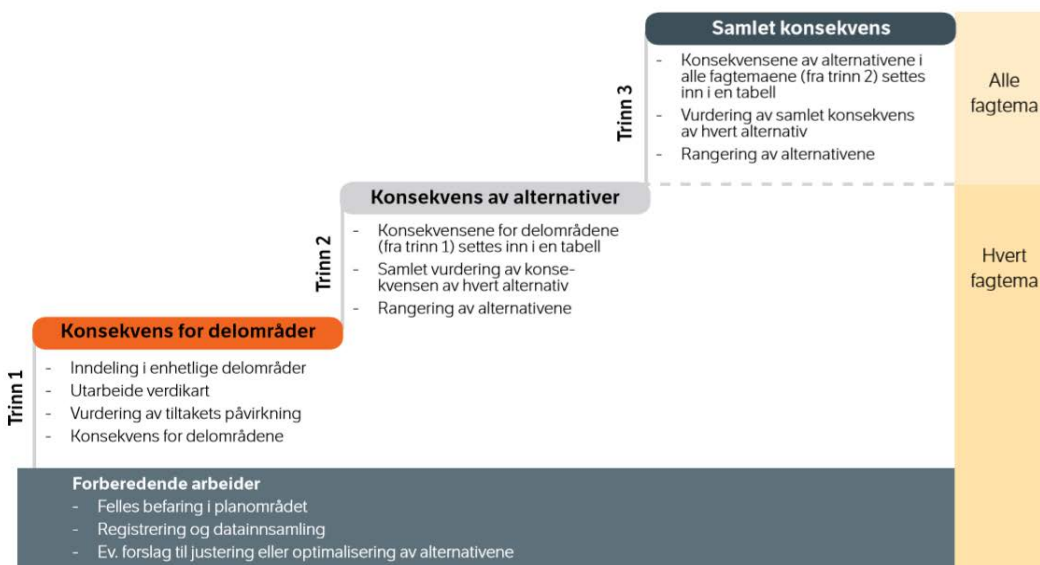 Samlet konsekvens
- Konsekvensene av alternativene i
alle fagtemaene (fra trinn 2) settes
inn i en tabell
- Vurdering av samlet konsekvens
av hvert alternativ
- Rangering av alternativene
Trinn 3
Alle
fagtema
Konsekvens av alternativer
- Konsekvensene for delområdene
(fra trinn 1) settes inn i en tabell
- Samlet vurdering av konse-
kvensen av hvert alternativ
- Rangering av alternativene
Trinn 2
Hvert
fagtema
Konsekvens for delområder
- Inndeling i enhetlige delområder
- Utarbeide verdikart
- Vurdering av tiltakets påvirkning
- Konsekvens for delområdene
Trinn 1
Forberedende arbeider
- Felles befaring i planområdet
- Registrering og datainnsamling
- Ev. forslag til justering eller optimalisering av alternativene